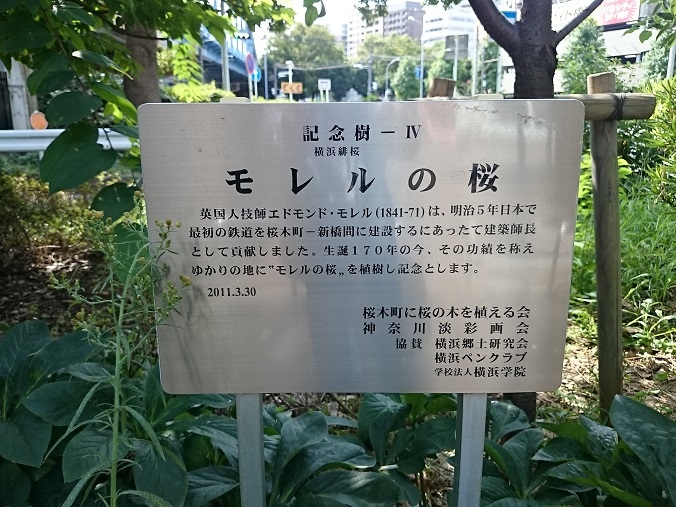 記念樹－Ⅳ
横浜緋桜
モレルの桜
英国人技師エドモンド・モレル(1841-71)は、明治5年日本で
最初の鉄道を桜木町－新橋間に建設するにあたって建築師長
として貢献しました。生誕170年の今、その功績を称え
ゆかりの地に"モレルの桜„を植樹し記念とします。
2011.3.30
桜木町に桜の木を植える会
神奈川淡彩画会
協賛 横浜郷土研究会
横浜ペンクラブ
学校法人横浜学院